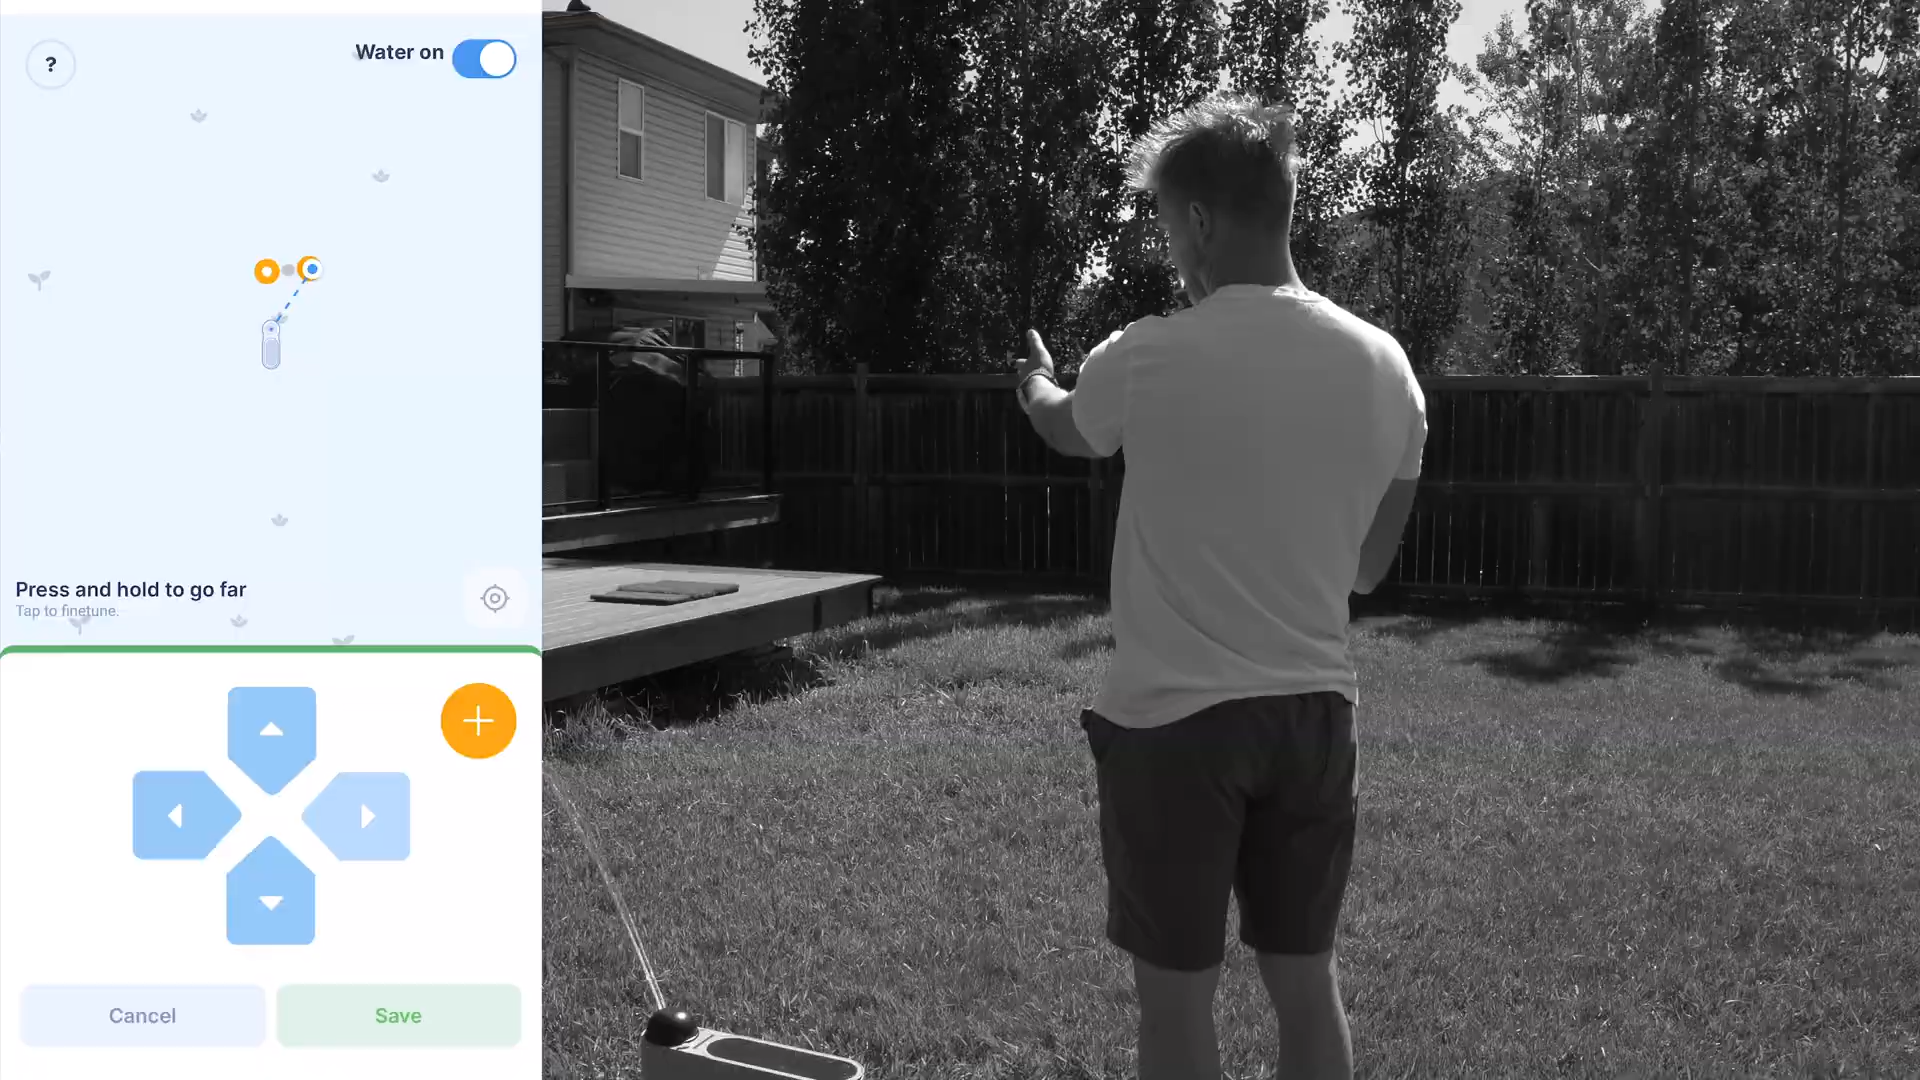 ?
Water on
Press and hold to go far
Tap to finetune.
Cancel
Save